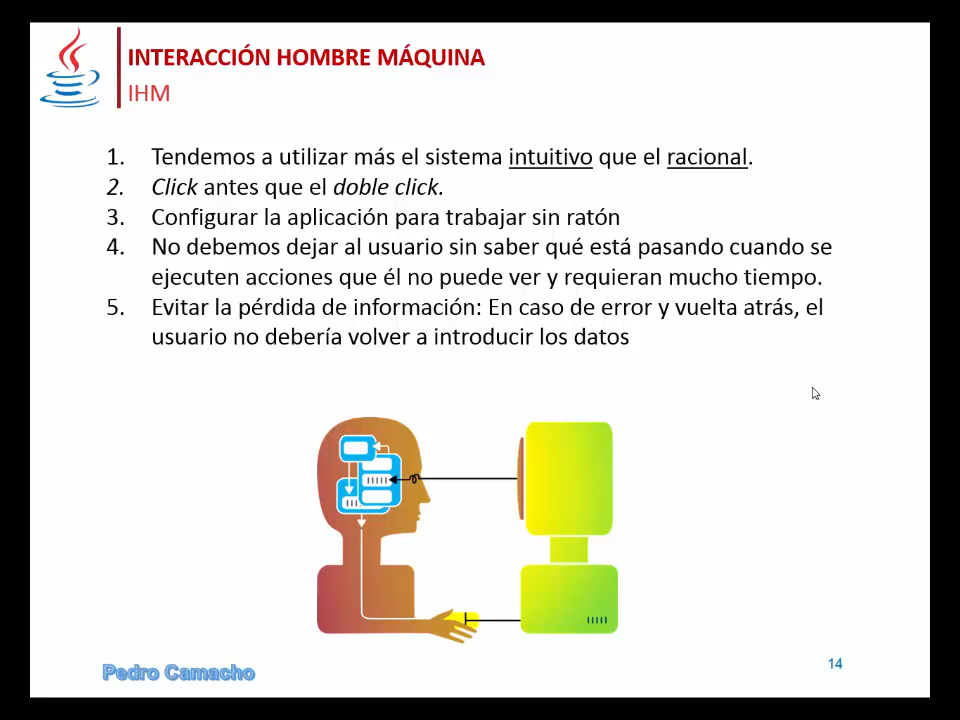 INTERACCIÓN HOMBRE MÁQUINA
IHM
1. Tendemos a utilizar más el sistema intuitivo que el racional.
2. Click antes que el doble click.
3. Configurar la aplicación para trabajar sin ratón
4. No debemos dejar al usuario sin saber qué está pasando cuando se
ejecuten acciones que él no puede ver y requieran mucho tiempo.
5. Evitar la pérdida de información: En caso de error y vuelta atrás, el
usuario no debería volver a introducir los datos
Pedro Camacho
14